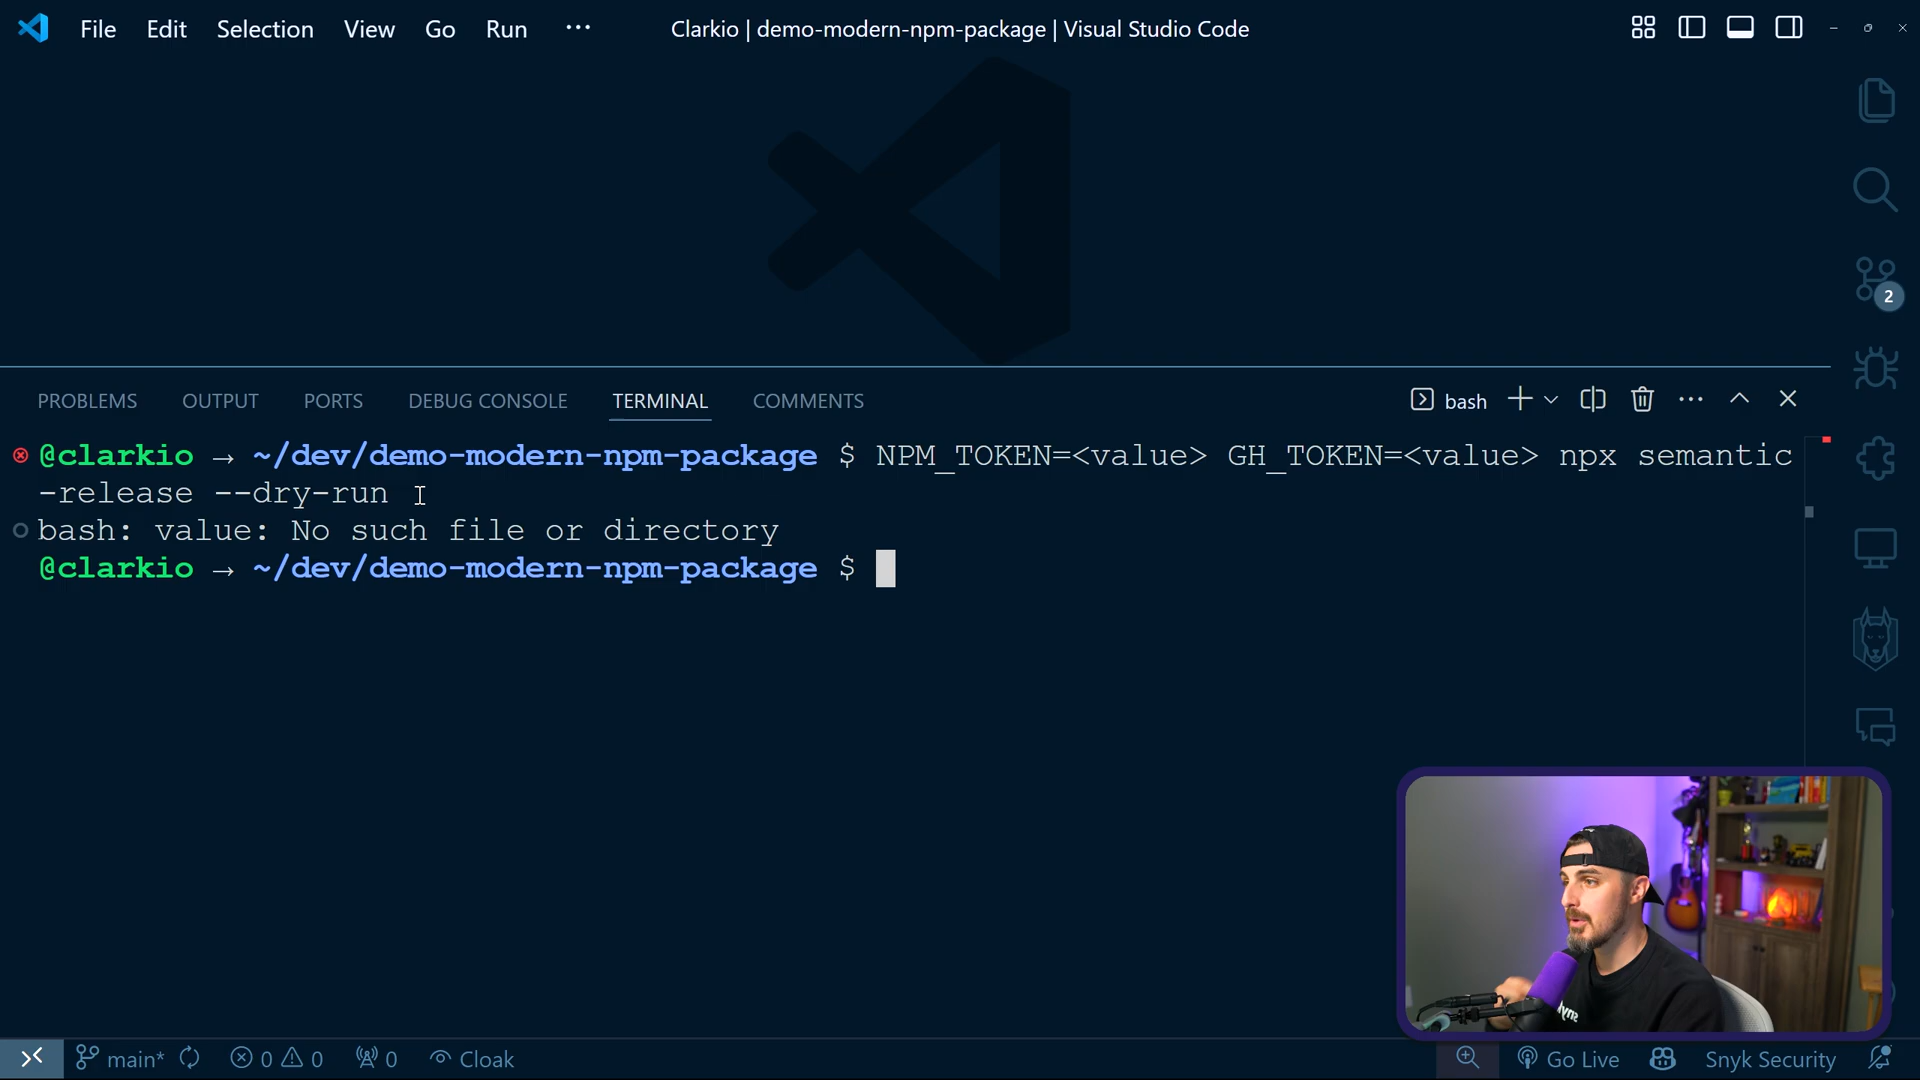 File Edit Selection View Go Run ... Clarkio | demo-modern-npm-package | Visual Studio Code
2
PROBLEMS OUTPUT PORTS DEBUG CONSOLE TERMINAL COMMENTS bash
@clarkio → ~/dev/demo-modern-npm-package $ NPM_TOKEN=<value> GH_TOKEN=<value> npx semantic
-release --dry-run
bash: value: No such file or directory
@clarkio → ~/dev/demo-modern-npm-package $
main* 0 0 0 Cloak Go Live Snyk Security